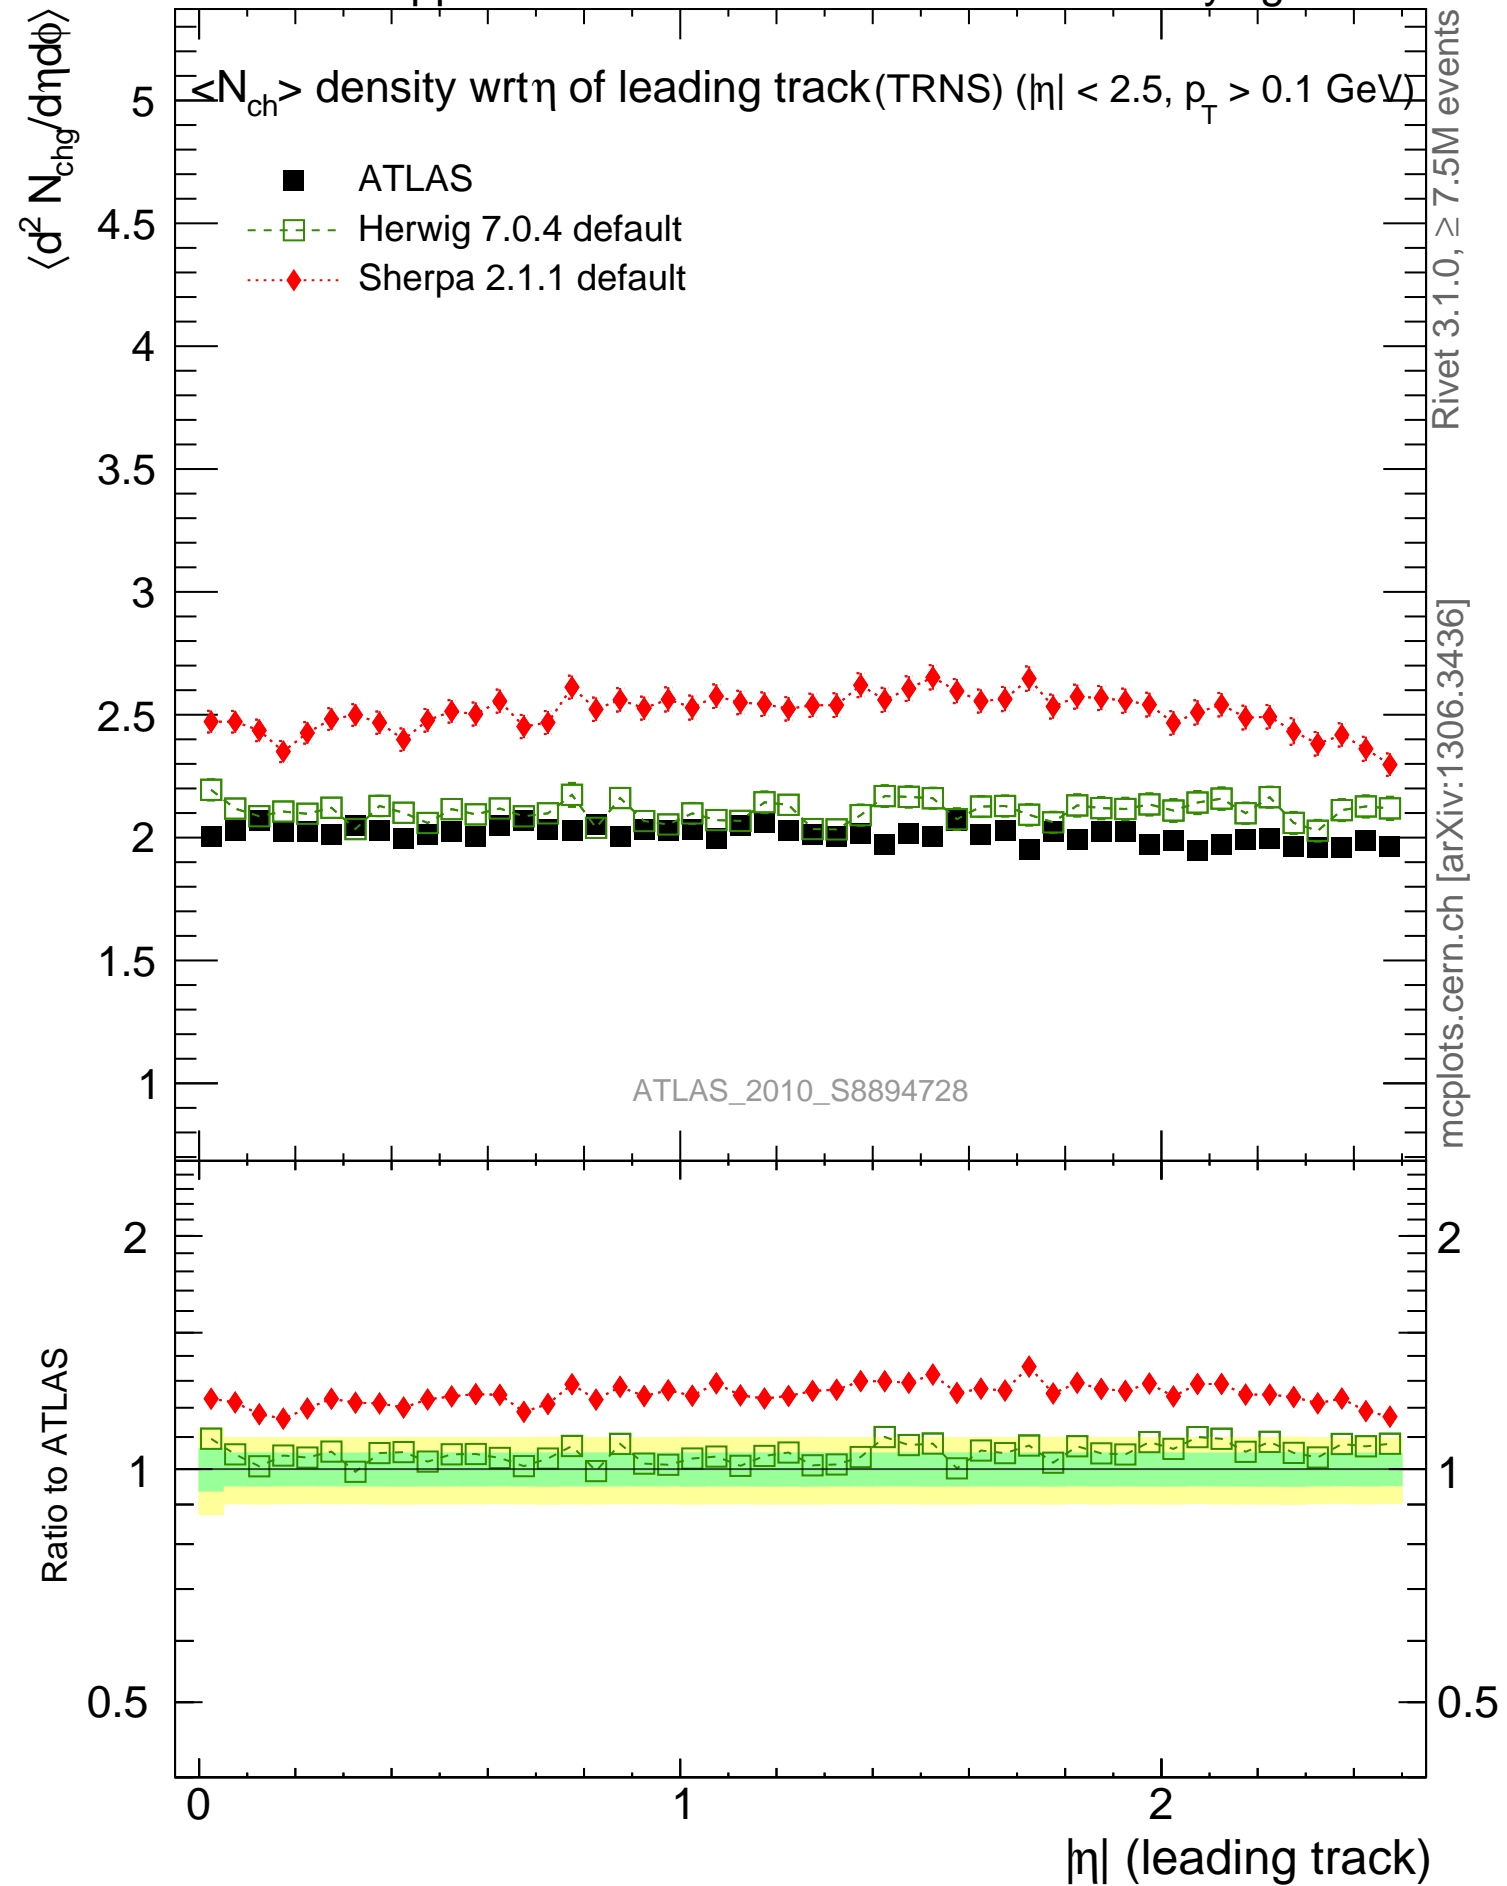 <N_ch> density wrt η of leading track (TRNS) (|η| < 2.5, p_T > 0.1 GeV)
⟨d² N_chg/dηdϕ⟩
ATLAS
Herwig 7.0.4 default
Sherpa 2.1.1 default
5
4.5
4
3.5
3
2.5
2
1.5
1
ATLAS_2010_S8894728
Rivet 3.1.0, ≥ 7.5M events
mcplots.cern.ch [arXiv:1306.3436]
Ratio to ATLAS
2
1
0.5
2
1
0.5
0 1 2
|η| (leading track)